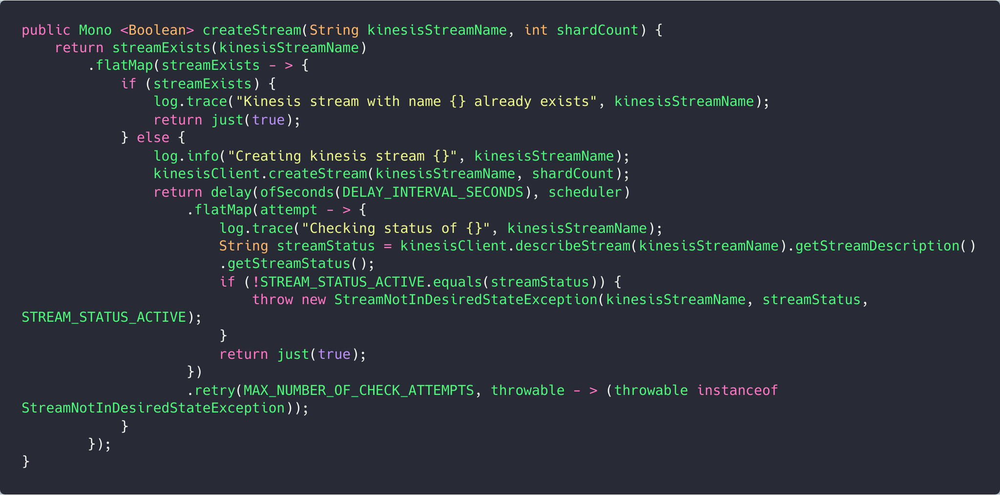 public Mono <Boolean> createStream(String kinesisStreamName, int shardCount) {
    return streamExists(kinesisStreamName)
        .flatMap(streamExists - > {
            if (streamExists) {
                log.trace("Kinesis stream with name {} already exists", kinesisStreamName);
                return just(true);
            } else {
                log.info("Creating kinesis stream {}", kinesisStreamName);
                kinesisClient.createStream(kinesisStreamName, shardCount);
                return delay(ofSeconds(DELAY_INTERVAL_SECONDS), scheduler)
                    .flatMap(attempt - > {
                        log.trace("Checking status of {}", kinesisStreamName);
                        String streamStatus = kinesisClient.describeStream(kinesisStreamName).getStreamDescription()
                        .getStreamStatus();
                        if (!STREAM_STATUS_ACTIVE.equals(streamStatus)) {
                            throw new StreamNotInDesiredStateException(kinesisStreamName, streamStatus,
STREAM_STATUS_ACTIVE);
                        }
                        return just(true);
                    })
                    .retry(MAX_NUMBER_OF_CHECK_ATTEMPTS, throwable - > (throwable instanceof
StreamNotInDesiredStateException));
            }
        });
}